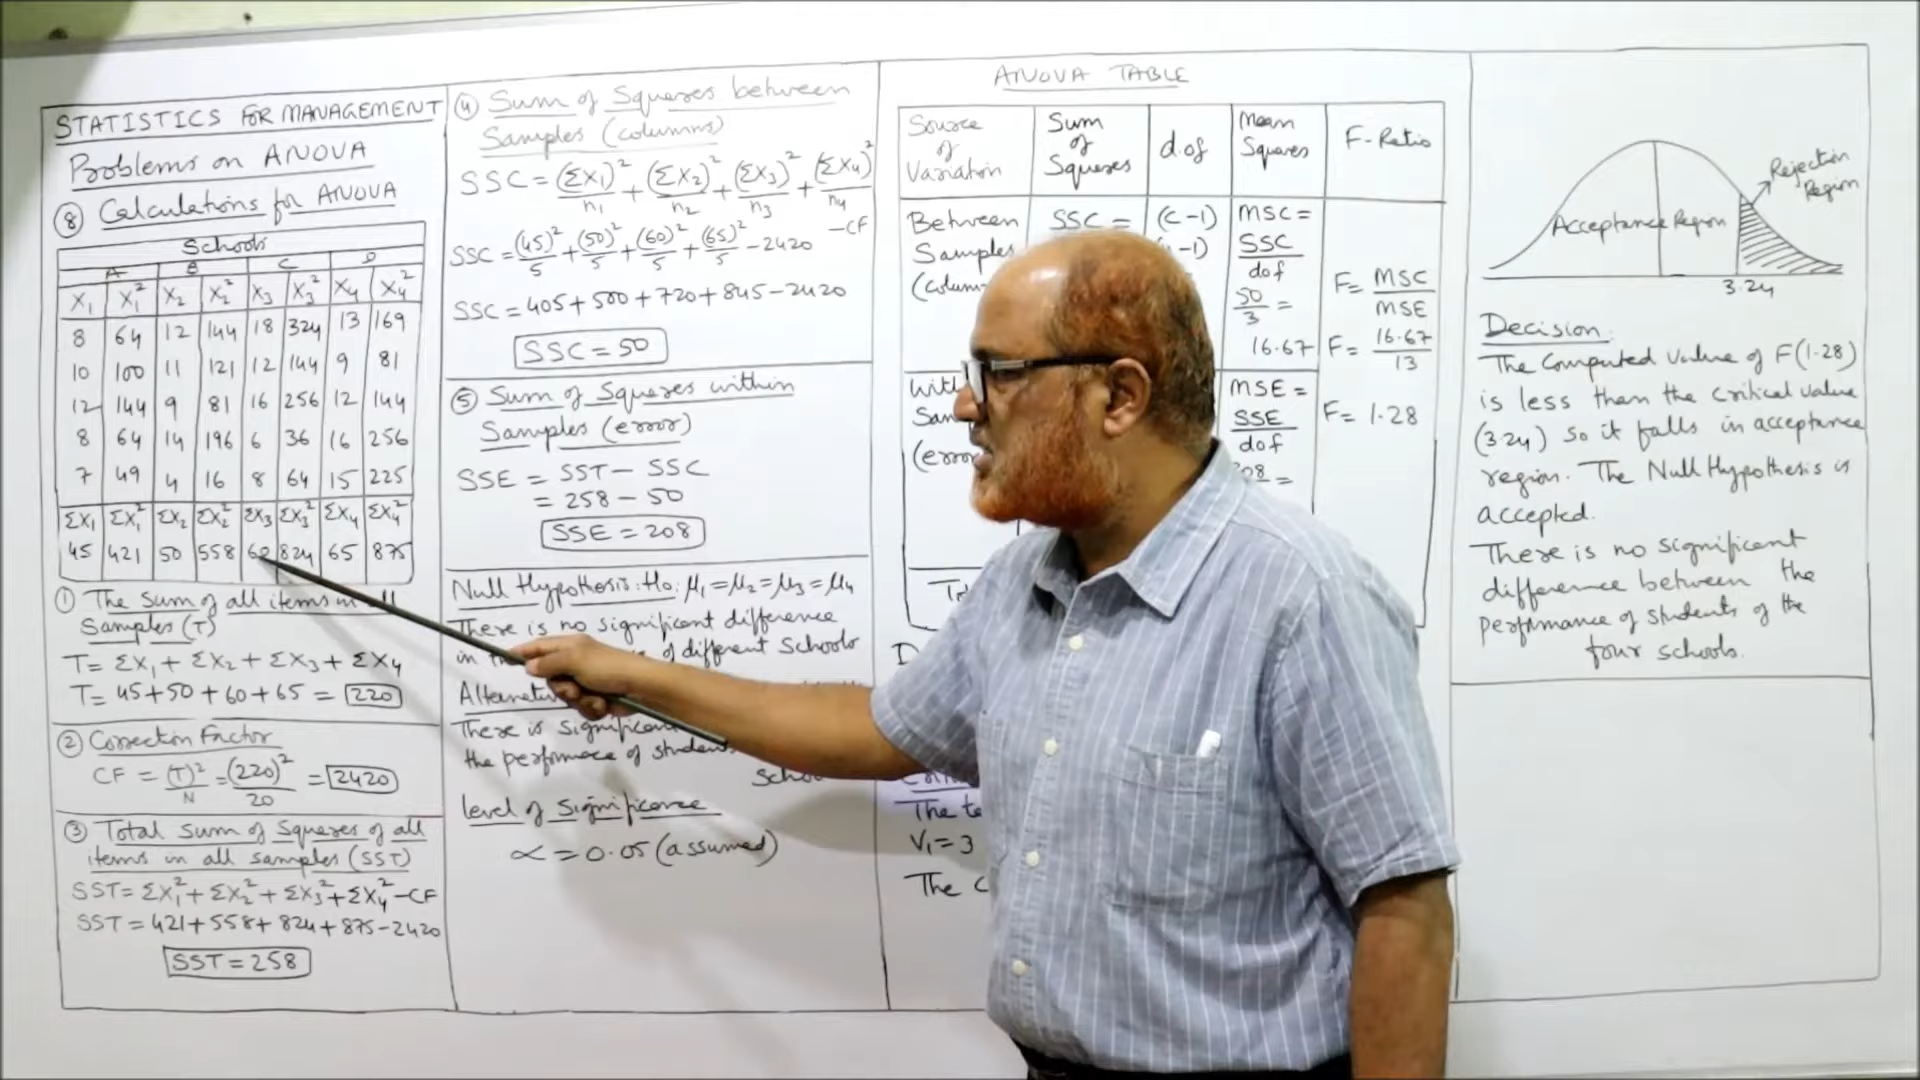 STATISTICS FOR MANAGEMENT
Problems on ANOVA
⑧ Calculations for ANOVA
Schools
A B C D
X₁ X₁² X₂ X₂² X₃ X₃² X₄ X₄²
8 64 12 144 18 324 13 169
10 100 11 121 12 144 9 81
12 144 9 81 16 256 12 144
8 64 14 196 6 36 16 256
7 49 4 16 8 64 15 225
ΣX₁ ΣX₁² ΣX₂ ΣX₂² ΣX₃ ΣX₃² ΣX₄ ΣX₄²
45 421 50 558 60 824 65 875
① The Sum of all items in all
Samples (T)
T = ΣX₁ + ΣX₂ + ΣX₃ + ΣX₄
T = 45+50+60+65 = 220
② Correction Factor
CF = (T)²/N = (220)²/20 = 2420
③ Total Sum of Squares of all
items in all samples (SST)
SST = ΣX₁² + ΣX₂² + ΣX₃² + ΣX₄² - CF
SST = 421+558+824+875-2420
SST = 258
④ Sum of Squares between
Samples (columns)
SSC = (ΣX₁)²/n₁ + (ΣX₂)²/n₂ + (ΣX₃)²/n₃ + (ΣX₄)²/n₄
-CF
SSC = (45)²/5 + (50)²/5 + (60)²/5 + (65)²/5 - 2420
SSC = 405+500+720+845-2420
SSC = 50
⑤ Sum of Squares within
Samples (error)
SSE = SST - SSC
= 258 - 50
SSE = 208
Null Hypothesis: H₀: μ₁ = μ₂ = μ₃ = μ₄
There is no significant difference
in of different Schools
There is
the performace of students
level of significance
α = 0.05 (assumed)
ANOVA TABLE
Source of Variation Sum of Squares d.of Mean Squares F-Ratio
Between
Samples
SSC =
(c-1)
MSC =
SSC/dof
50/3 =
16.67
F = MSC/MSE
F = 16.67/13
F = 1.28
MSE =
SSE/dof
V₁ = 3
The
Acceptance Region
Rejection
Region
3.24
Decision:
The Computed Value of F(1.28)
is less than the critical value
(3.24) so it falls in acceptance
region. The Null Hypothesis is
accepted.
There is no significant
difference between the
performance of students of the
four schools.